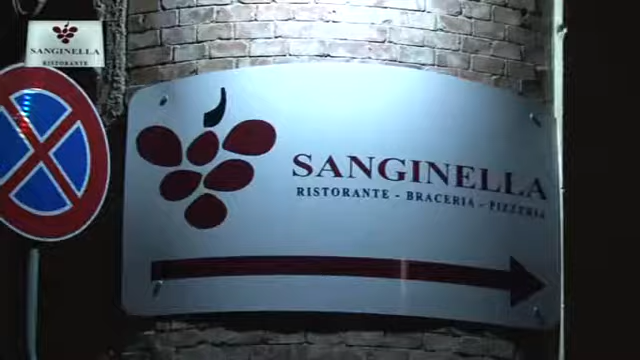 SANGINELLA
RISTORANTE
SANGINELLA
RISTORANTE - BRACERIA - PIZZERIA